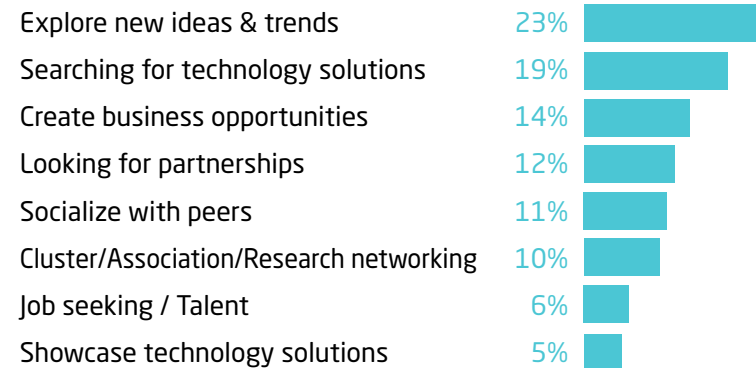 Explore new ideas & trends 23%
Searching for technology solutions 19%
Create business opportunities 14%
Looking for partnerships 12%
Socialize with peers 11%
Cluster/Association/Research networking 10%
Job seeking / Talent 6%
Showcase technology solutions 5%